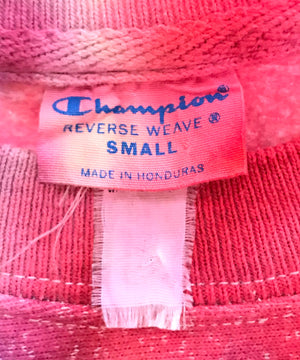 Champion®
REVERSE WEAVE ®
SMALL
MADE IN HONDURAS